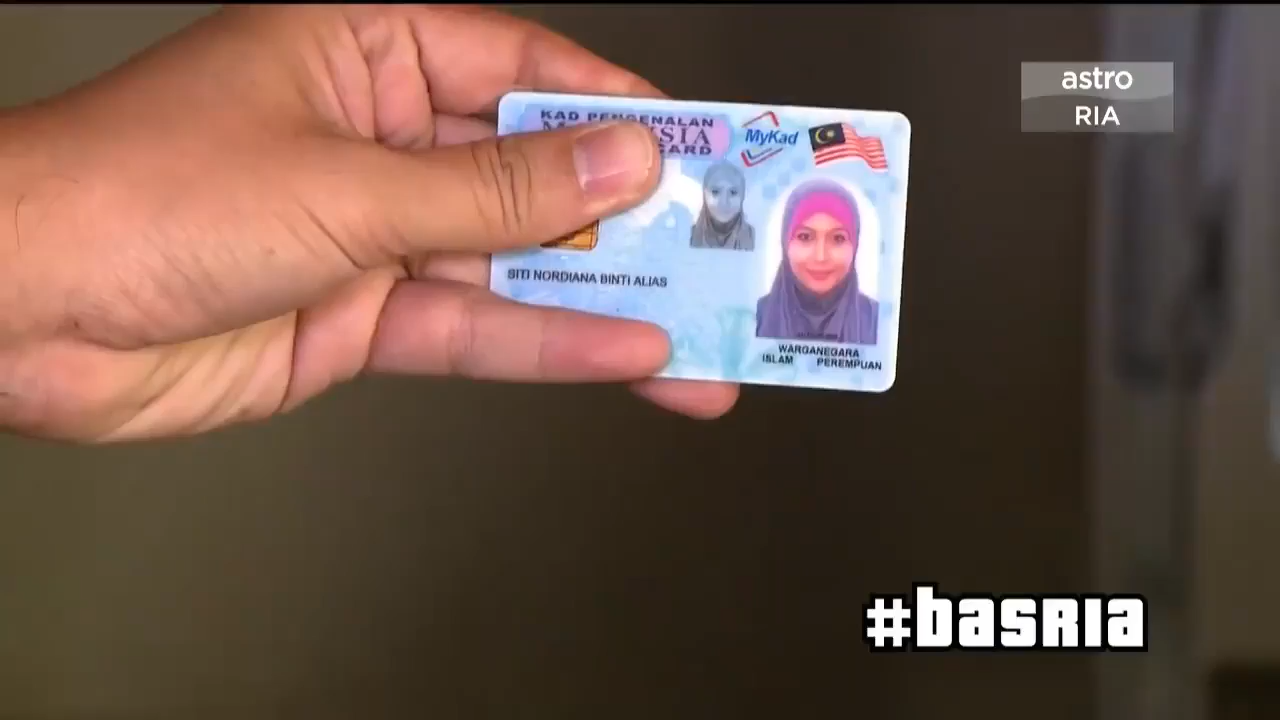 astro
RIA
KAD PENGENALAN
MyKad
SITI NORDIANA BINTI ALIAS
WARGANEGARA
ISLAM PEREMPUAN
#basRIA